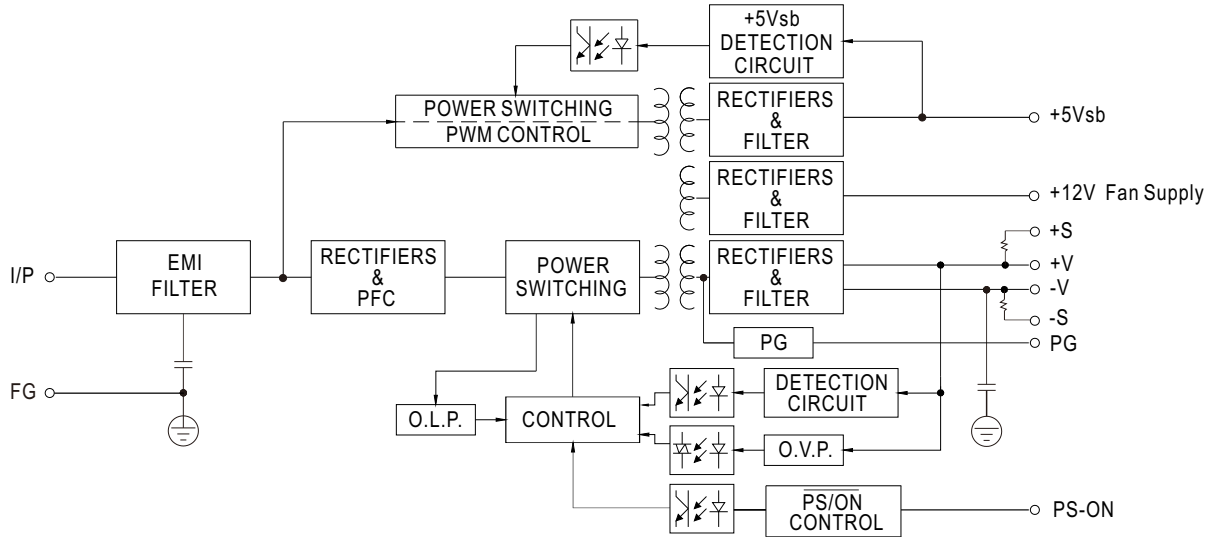 +5Vsb
DETECTION
CIRCUIT
POWER SWITCHING
PWM CONTROL
RECTIFIERS
&
FILTER
+5Vsb
RECTIFIERS
&
FILTER
+12V Fan Supply
I/P
EMI
FILTER
RECTIFIERS
&
PFC
POWER
SWITCHING
RECTIFIERS
&
FILTER
+S
+V
-V
-S
PG
PG
FG
O.L.P.
CONTROL
DETECTION
CIRCUIT
O.V.P.
PS/ON
CONTROL
PS-ON